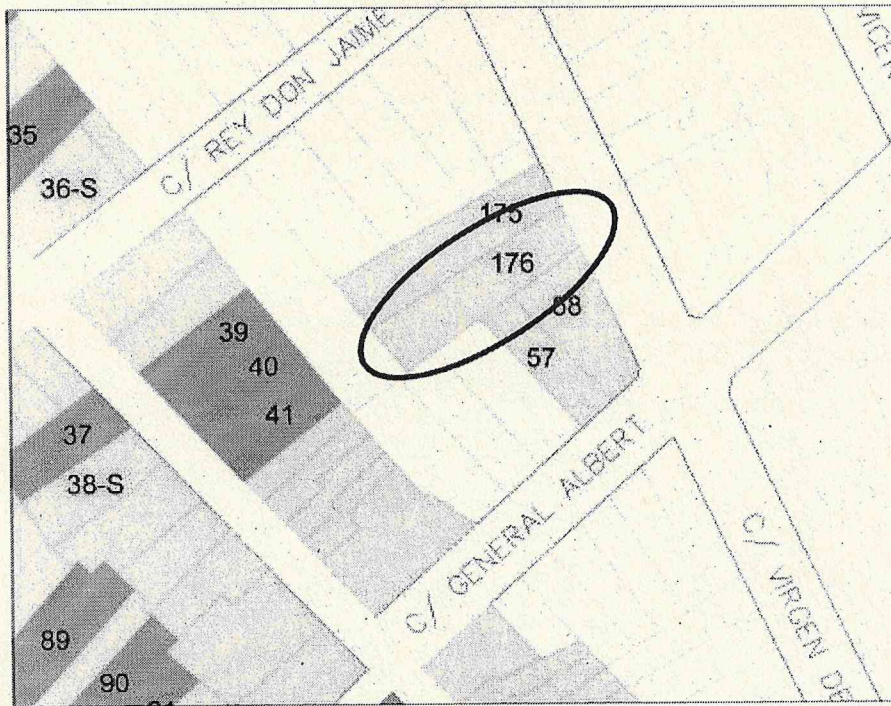 C/ REY DON JAIME
35
36-S
175
176
58
57
39
40
41
37
38-S
C/ GENERAL ALBERT
C/ VIRGEN DE
89
90